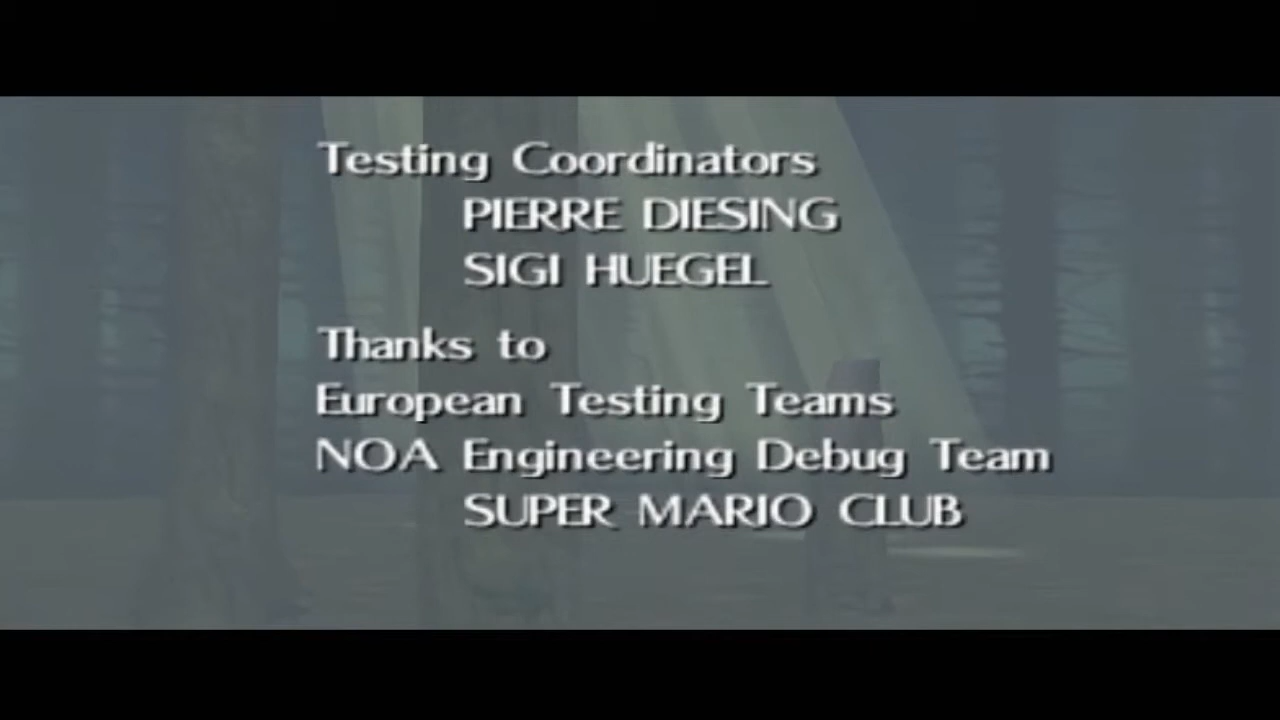 Testing Coordinators
PIERRE DIESING
SIGI HUEGEL
Thanks to
European Testing Teams
NOA Engineering Debug Team
SUPER MARIO CLUB